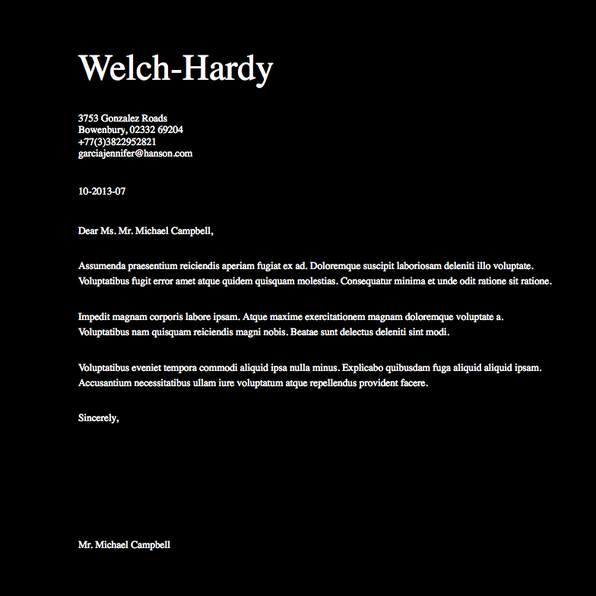 Welch-Hardy
3753 Gonzalez Roads
Bowenbury, 02332 69204
+77(3)3822952821
garciajennifer@hanson.com
10-2013-07
Dear Ms. Mr. Michael Campbell,
Assumenda praesentium reiciendis aperiam fugiat ex ad. Doloremque suscipit laboriosam deleniti illo voluptate.
Voluptatibus fugit error amet atque quidem quisquam molestias. Consequatur minima et unde odit ratione sit ratione.
Impedit magnam corporis labore ipsam. Atque maxime exercitationem magnam doloremque voluptate a.
Voluptatibus nam quisquam reiciendis magni nobis. Beatae sunt delectus deleniti sint modi.
Voluptatibus eveniet tempora commodi aliquid ipsa nulla minus. Explicabo quibusdam fuga aliquid aliquid ipsam.
Accusantium necessitatibus ullam iure voluptatum atque repellendus provident facere.
Sincerely,
Mr. Michael Campbell